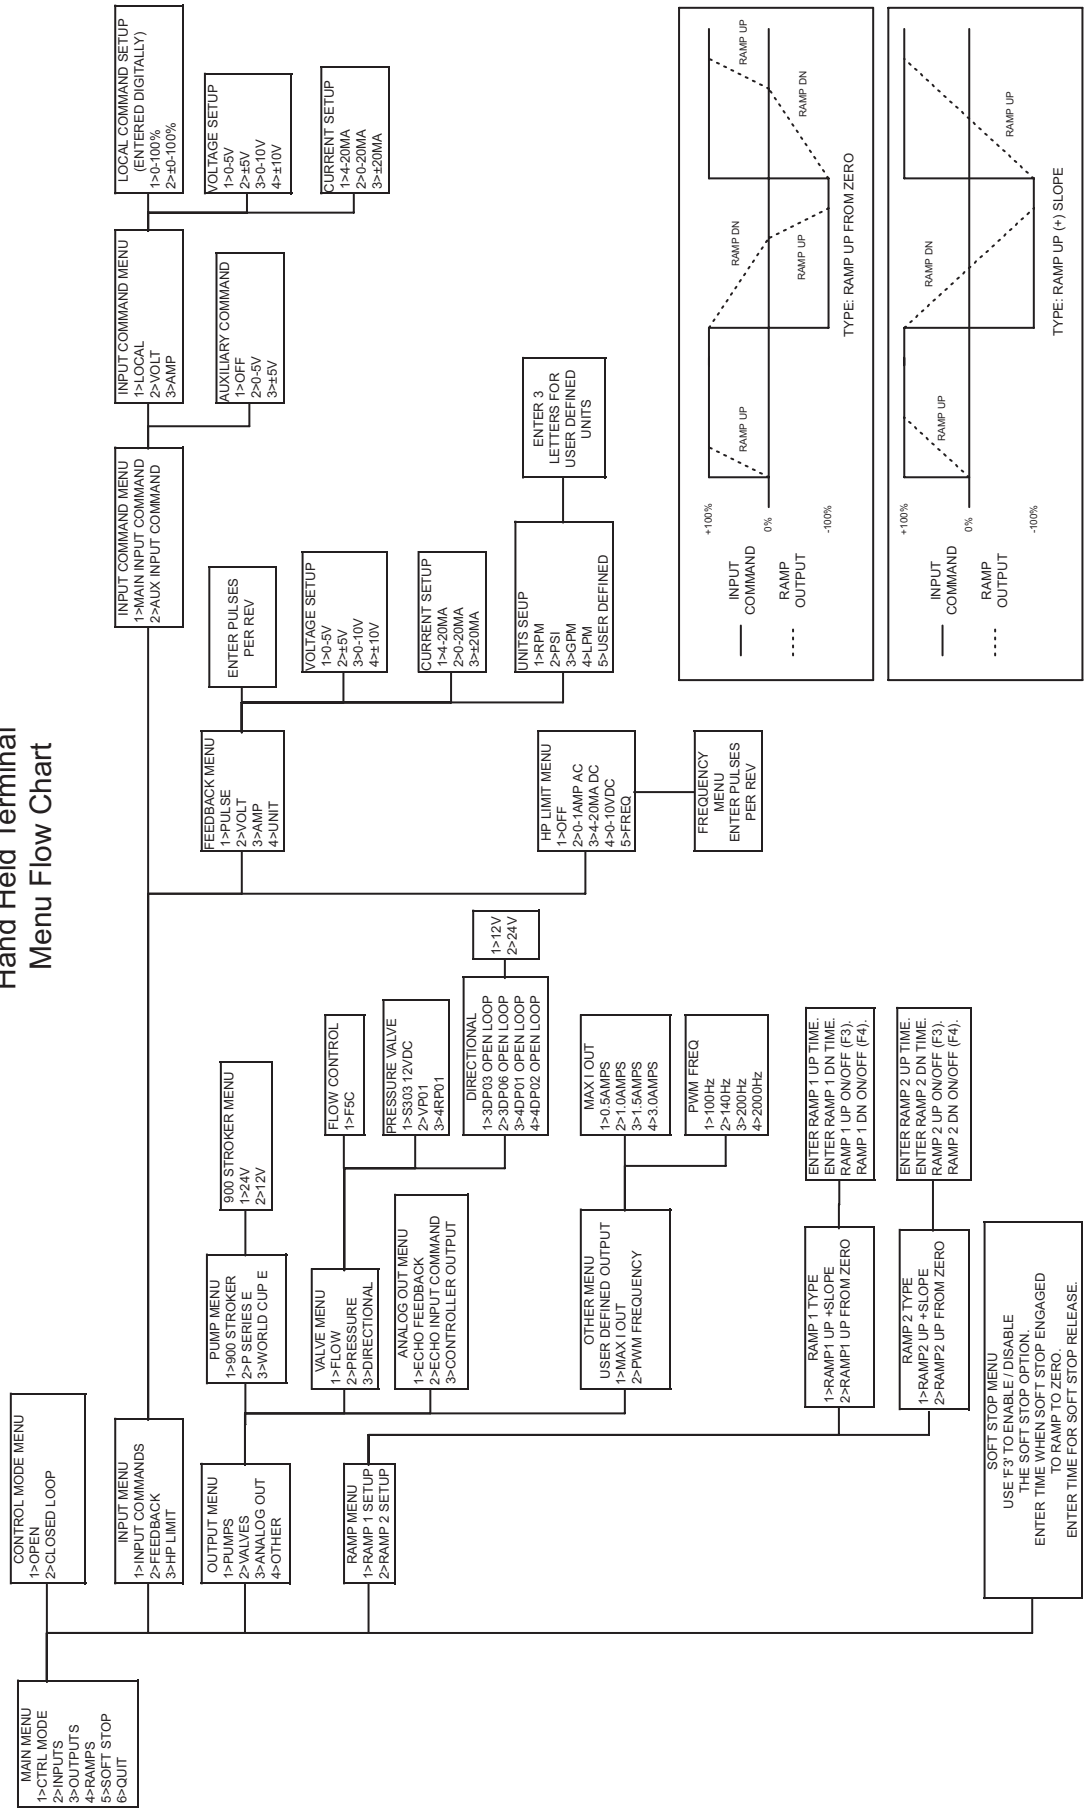 Hand Held Terminal
Menu Flow Chart
MAIN MENU
1>CTRL MODE
2>INPUTS
3>OUTPUTS
4>RAMPS
5>SOFT STOP
6>QUIT
CONTROL MODE MENU
1>OPEN
2>CLOSED LOOP
INPUT MENU
1>INPUT COMMANDS
2>FEEDBACK
3>HP LIMIT
OUTPUT MENU
1>PUMPS
2>VALVES
3>ANALOG OUT
4>OTHER
RAMP MENU
1>RAMP 1 SETUP
2>RAMP 2 SETUP
SOFT STOP MENU
USE 'F3' TO ENABLE / DISABLE
THE SOFT STOP OPTION.
ENTER TIME WHEN SOFT STOP ENGAGED
TO RAMP TO ZERO.
ENTER TIME FOR SOFT STOP RELEASE.
PUMP MENU
1>900 STROKER
2>P SERIES E
3>WORLD CUP E
900 STROKER MENU
1>24V
2>12V
VALVE MENU
1>FLOW
2>PRESSURE
3>DIRECTIONAL
FLOW CONTROL
1>F5C
PRESSURE VALVE
1>S303 12VDC
2>VP01
3>4RP01
DIRECTIONAL
1>3DP03 OPEN LOOP
2>3DP06 OPEN LOOP
3>4DP01 OPEN LOOP
4>4DP02 OPEN LOOP
1>12V
2>24V
ANALOG OUT MENU
1>ECHO FEEDBACK
2>ECHO INPUT COMMAND
3>CONTROLLER OUTPUT
OTHER MENU
USER DEFINED OUTPUT
1>MAX I OUT
2>PWM FREQUENCY
MAX I OUT
1>0.5AMPS
2>1.0AMPS
3>1.5AMPS
4>3.0AMPS
PWM FREQ
1>100Hz
2>140Hz
3>200Hz
4>2000Hz
RAMP 1 TYPE
1>RAMP1 UP +SLOPE
2>RAMP1 UP FROM ZERO
ENTER RAMP 1 UP TIME.
ENTER RAMP 1 DN TIME.
RAMP 1 UP ON/OFF (F3).
RAMP 1 DN ON/OFF (F4).
RAMP 2 TYPE
1>RAMP2 UP +SLOPE
2>RAMP2 UP FROM ZERO
ENTER RAMP 2 UP TIME.
ENTER RAMP 2 DN TIME.
RAMP 2 UP ON/OFF (F3).
RAMP 2 DN ON/OFF (F4).
INPUT COMMAND MENU
1>MAIN INPUT COMMAND
2>AUX INPUT COMMAND
INPUT COMMAND MENU
1>LOCAL
2>VOLT
3>AMP
AUXILIARY COMMAND
1>OFF
2>0-5V
3>±5V
LOCAL COMMAND SETUP
(ENTERED DIGITALLY)
1>0-100%
2>±0-100%
VOLTAGE SETUP
1>0-5V
2>±5V
3>0-10V
4>±10V
CURRENT SETUP
1>4-20MA
2>0-20MA
3>±20MA
FEEDBACK MENU
1>PULSE
2>VOLT
3>AMP
4>UNIT
ENTER PULSES
PER REV
VOLTAGE SETUP
1>0-5V
2>±5V
3>0-10V
4>±10V
CURRENT SETUP
1>4-20MA
2>0-20MA
3>±20MA
UNITS SEUP
1>RPM
2>PSI
3>GPM
4>LPM
5>USER DEFINED
ENTER 3
LETTERS FOR
USER DEFINED
UNITS
HP LIMIT MENU
1>OFF
2>0-1AMP AC
3>4-20MA DC
4>0-10VDC
5>FREQ
FREQUENCY
MENU
ENTER PULSES
PER REV
INPUT
COMMAND
RAMP
OUTPUT
+100%
0%
-100%
RAMP UP
RAMP DN
RAMP UP
RAMP DN
RAMP UP
TYPE: RAMP UP FROM ZERO
INPUT
COMMAND
RAMP
OUTPUT
+100%
0%
-100%
RAMP UP
RAMP DN
RAMP UP
TYPE: RAMP UP (+) SLOPE